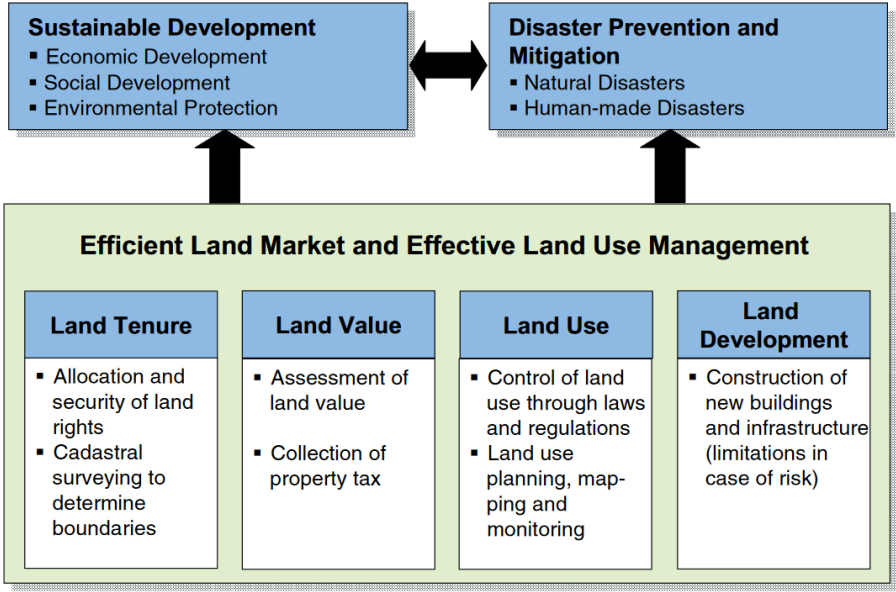 Sustainable Development
▪ Economic Development
▪ Social Development
▪ Environmental Protection
Disaster Prevention and
Mitigation
▪ Natural Disasters
▪ Human-made Disasters
Efficient Land Market and Effective Land Use Management
Land Tenure
▪ Allocation and
security of land
rights
▪ Cadastral
surveying to
determine
boundaries
Land Value
▪ Assessment of
land value
▪ Collection of
property tax
Land Use
▪ Control of land
use through laws
and regulations
▪ Land use
planning, map-
ping and
monitoring
Land
Development
▪ Construction of
new buildings
and infrastructure
(limitations in
case of risk)